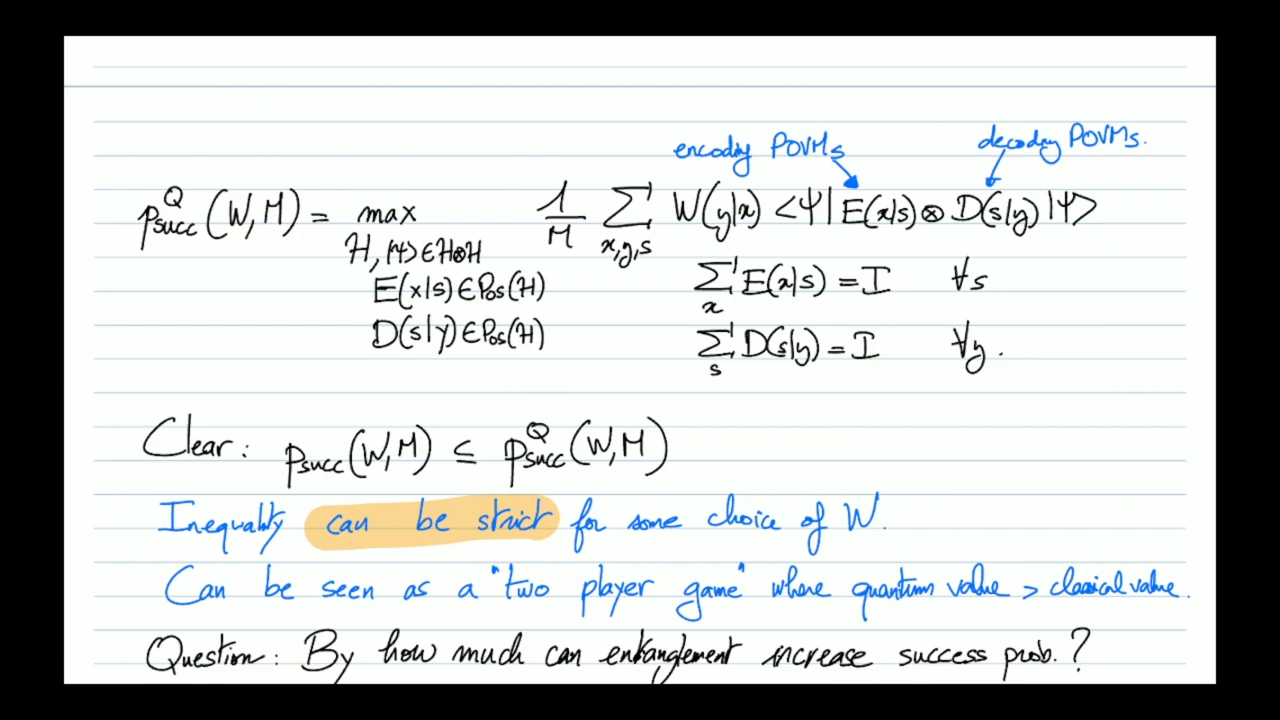 encoding POVMs
decoding POVMs.
p_succ^Q (W,M) = max 1/M Σ_{x,y,s} W(y|x) <Ψ| E(x|s) ⊗ D(s|y) |Ψ>
H, |Ψ> ∈ H⊗H
E(x|s) ∈ Pos(H)
Σ_x E(x|s) = I ∀s
D(s|y) ∈ Pos(H)
Σ_s D(s|y) = I ∀y.
Clear: p_succ(W,M) ≤ p_succ^Q (W,M)
Inequality can be strict for some choice of W.
Can be seen as a "two player game" where quantum value > classical value.
Question: By how much can entanglement increase success prob.?